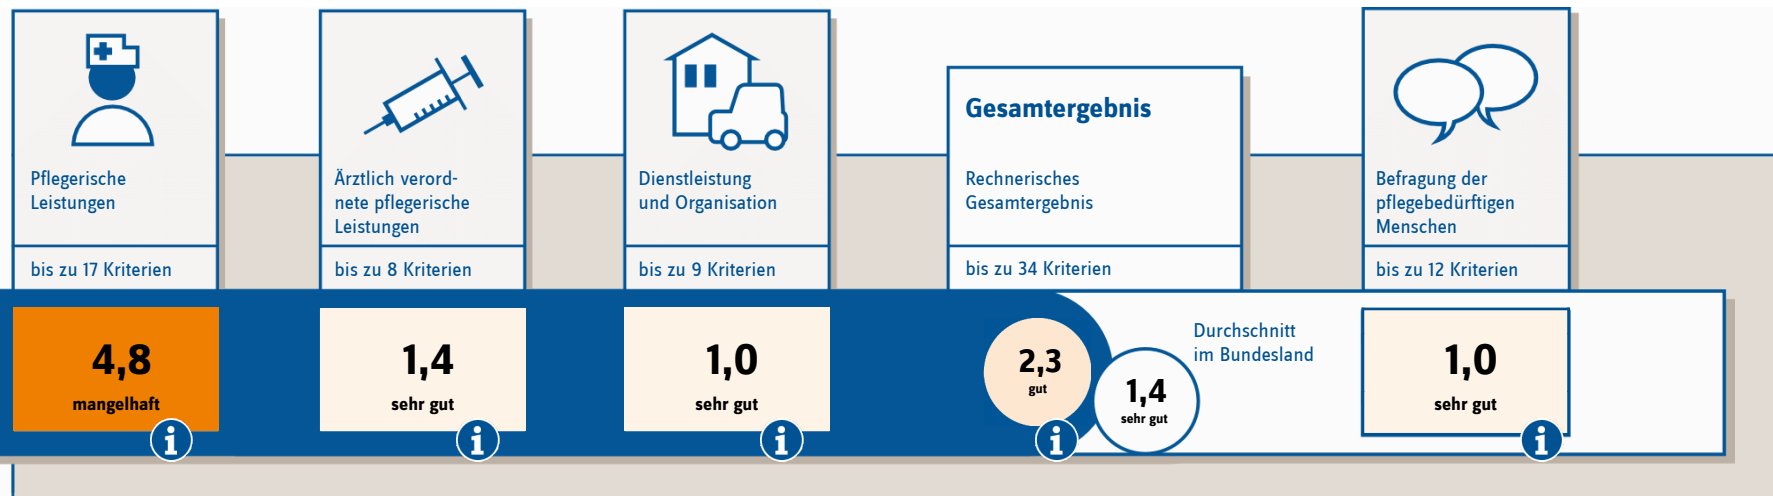 Pflegerische
Leistungen
bis zu 17 Kriterien
4,8
mangelhaft
i
Ärztlich verord-
nete pflegerische
Leistungen
bis zu 8 Kriterien
1,4
sehr gut
i
Dienstleistung
und Organisation
bis zu 9 Kriterien
1,0
sehr gut
i
Gesamtergebnis
Rechnerisches
Gesamtergebnis
bis zu 34 Kriterien
2,3
gut
i
1,4
sehr gut
Durchschnitt
im Bundesland
Befragung der
pflegebedürftigen
Menschen
bis zu 12 Kriterien
1,0
sehr gut
i